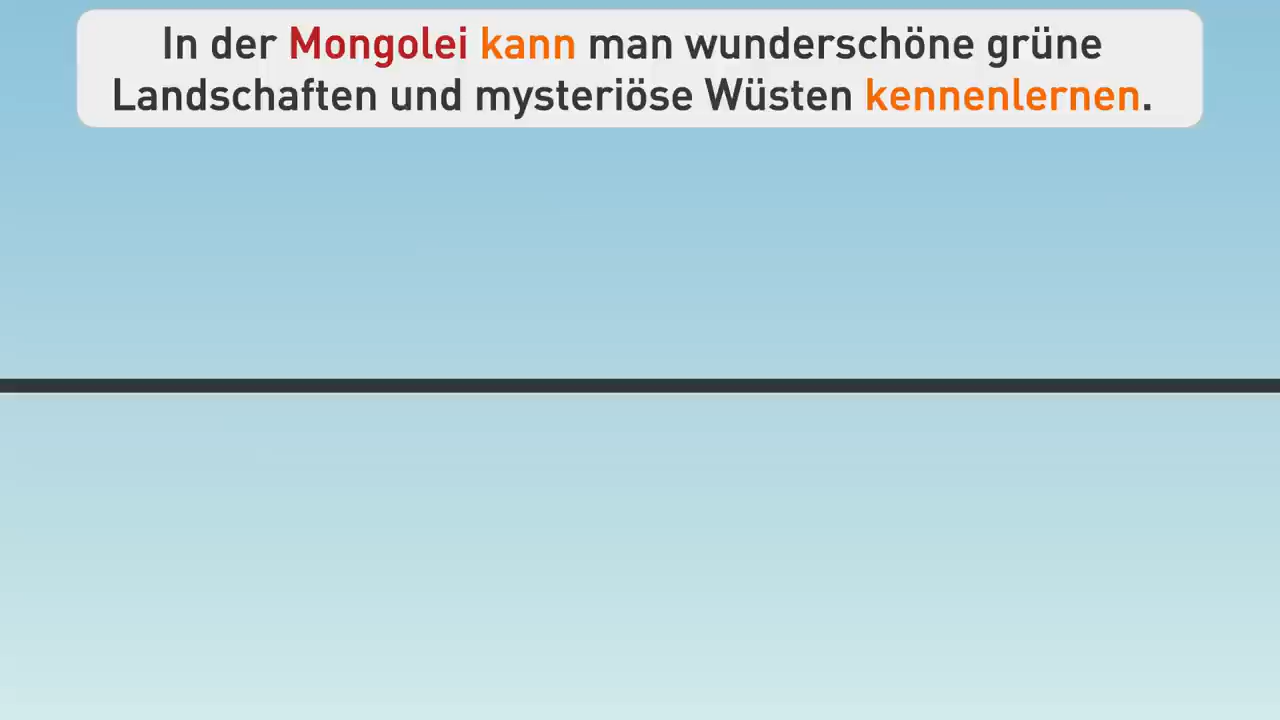 In der Mongolei kann man wunderschöne grüne
Landschaften und mysteriöse Wüsten kennenlernen.